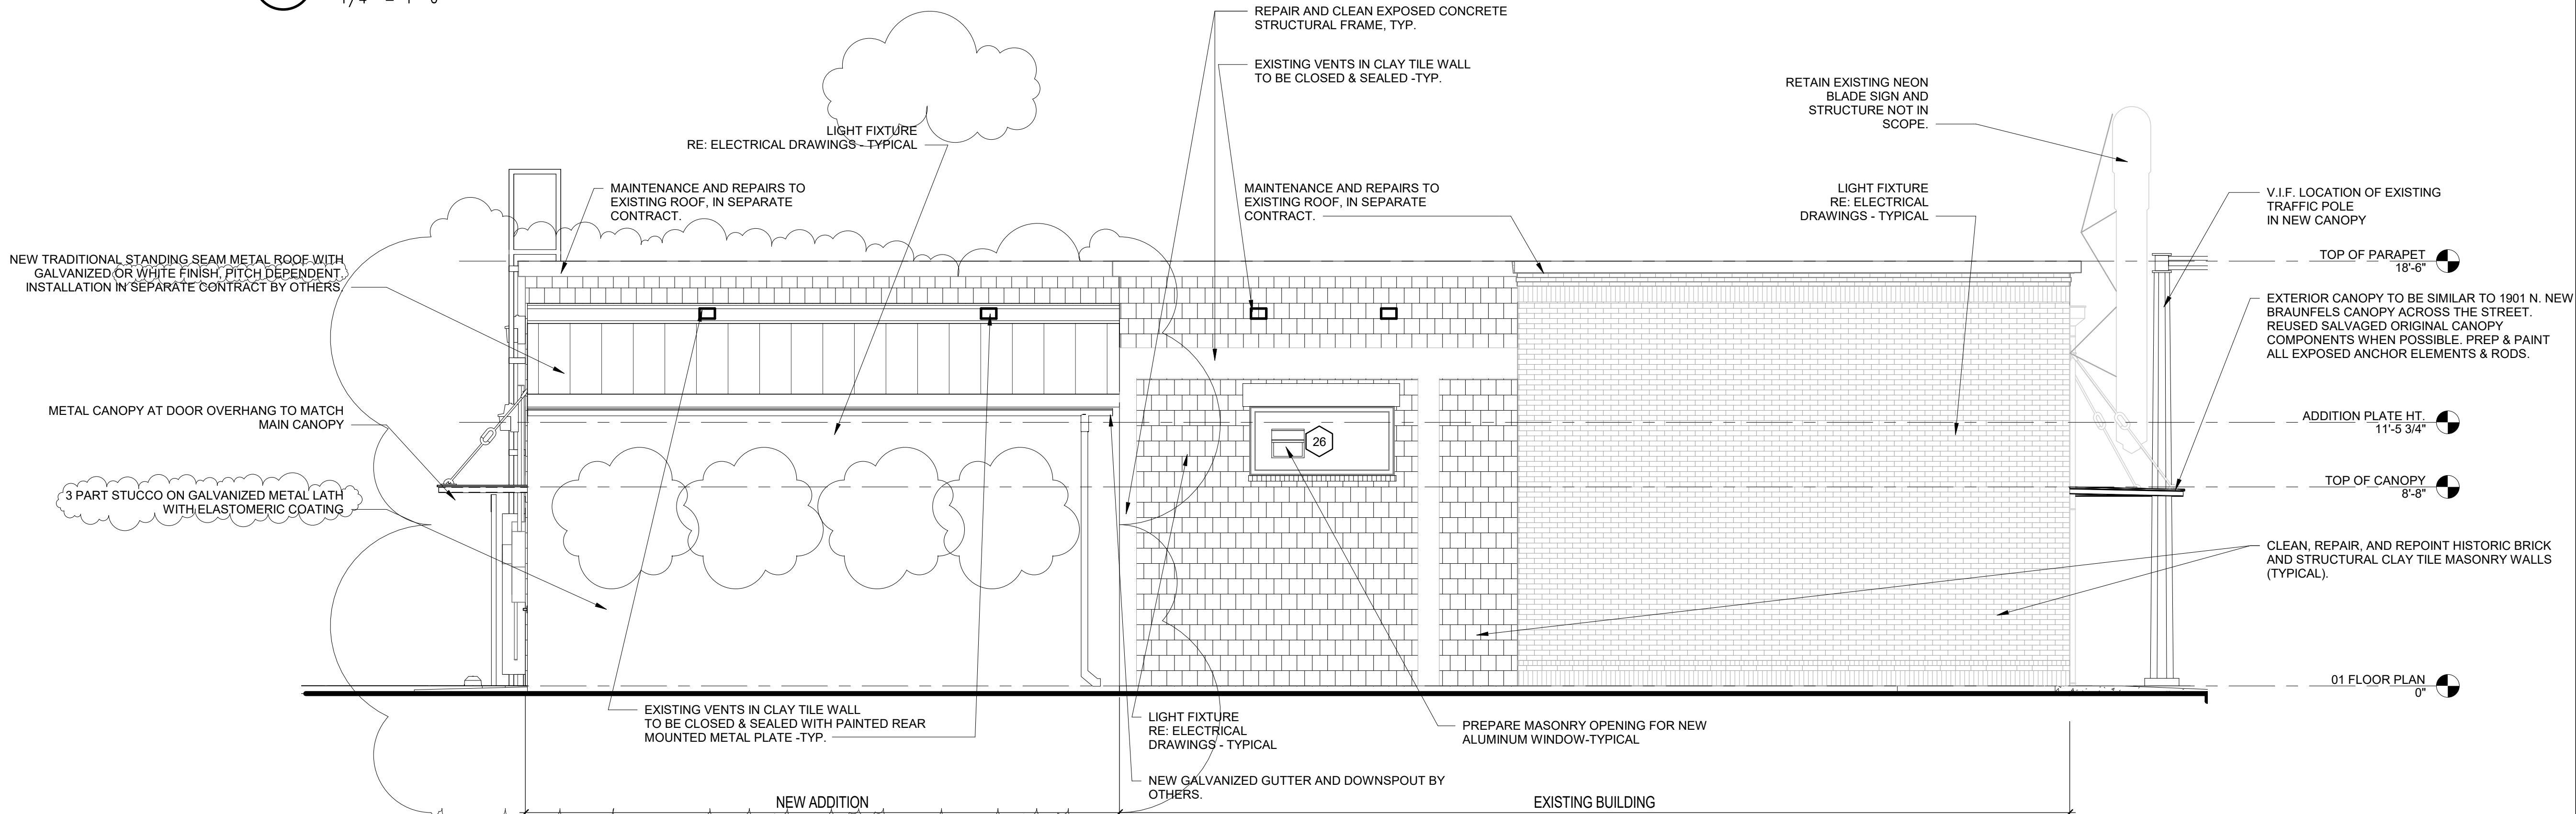 REPAIR AND CLEAN EXPOSED CONCRETE
STRUCTURAL FRAME, TYP.
EXISTING VENTS IN CLAY TILE WALL
TO BE CLOSED & SEALED -TYP.
RETAIN EXISTING NEON
BLADE SIGN AND
STRUCTURE NOT IN
SCOPE.
LIGHT FIXTURE
RE: ELECTRICAL DRAWINGS - TYPICAL
MAINTENANCE AND REPAIRS TO
EXISTING ROOF, IN SEPARATE
CONTRACT.
MAINTENANCE AND REPAIRS TO
EXISTING ROOF, IN SEPARATE
CONTRACT.
LIGHT FIXTURE
RE: ELECTRICAL
DRAWINGS - TYPICAL
V.I.F. LOCATION OF EXISTING
TRAFFIC POLE
IN NEW CANOPY
NEW TRADITIONAL STANDING SEAM METAL ROOF WITH
GALVANIZED OR WHITE FINISH, PITCH DEPENDENT,
INSTALLATION IN SEPARATE CONTRACT BY OTHERS.
TOP OF PARAPET
18'-6"
EXTERIOR CANOPY TO BE SIMILAR TO 1901 N. NEW
BRAUNFELS CANOPY ACROSS THE STREET.
REUSED SALVAGED ORIGINAL CANOPY
COMPONENTS WHEN POSSIBLE. PREP & PAINT
ALL EXPOSED ANCHOR ELEMENTS & RODS.
METAL CANOPY AT DOOR OVERHANG TO MATCH
MAIN CANOPY
ADDITION PLATE HT.
11'-5 3/4"
26
3 PART STUCCO ON GALVANIZED METAL LATH
WITH ELASTOMERIC COATING
TOP OF CANOPY
8'-8"
CLEAN, REPAIR, AND REPOINT HISTORIC BRICK
AND STRUCTURAL CLAY TILE MASONRY WALLS
(TYPICAL).
01 FLOOR PLAN
0"
EXISTING VENTS IN CLAY TILE WALL
TO BE CLOSED & SEALED WITH PAINTED REAR
MOUNTED METAL PLATE -TYP.
LIGHT FIXTURE
RE: ELECTRICAL
DRAWINGS - TYPICAL
PREPARE MASONRY OPENING FOR NEW
ALUMINUM WINDOW-TYPICAL
NEW GALVANIZED GUTTER AND DOWNSPOUT BY
OTHERS.
NEW ADDITION
EXISTING BUILDING